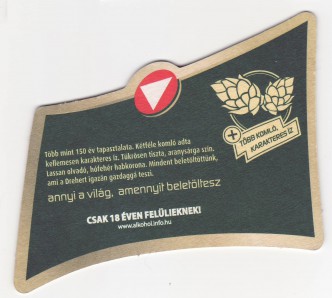 Több mint 150 év tapasztalata. Kétféle komló adta
kellemesen karakteres íz. Tükrösen tiszta, aranysárga szín.
Lassan olvadó, hófehér habkorona. Mindent beletöltöttünk,
ami a Drehert igazán gazdaggá teszi.
annyi a világ, amennyit beletöltesz
CSAK 18 ÉVEN FELÜLIEKNEK!
www.alkohol.info.hu
TÖBB KOMLÓ,
KARAKTERES ÍZ